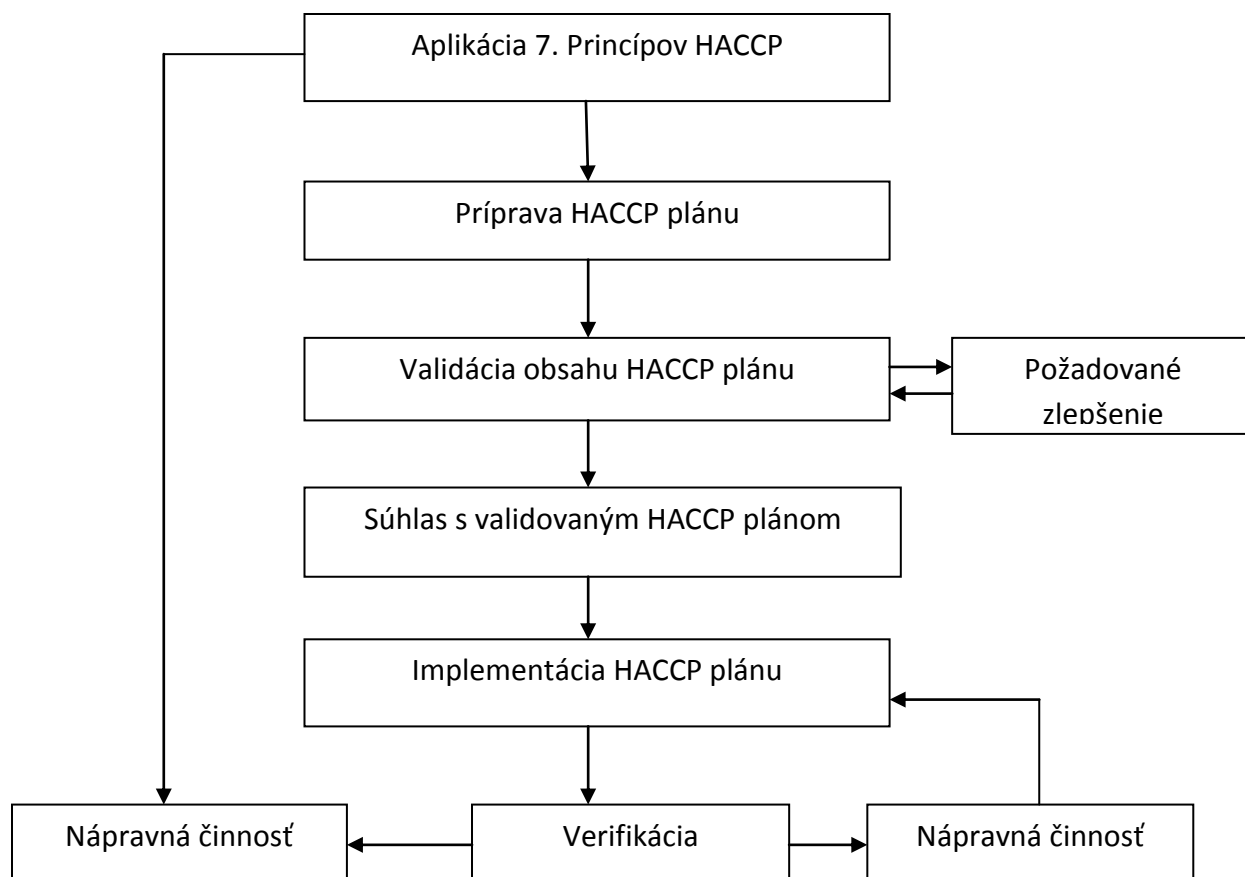 Aplikácia 7. Princípov HACCP
Príprava HACCP plánu
Validácia obsahu HACCP plánu
Požadované
zlepšenie
Súhlas s validovaným HACCP plánom
Implementácia HACCP plánu
Nápravná činnosť
Verifikácia
Nápravná činnosť